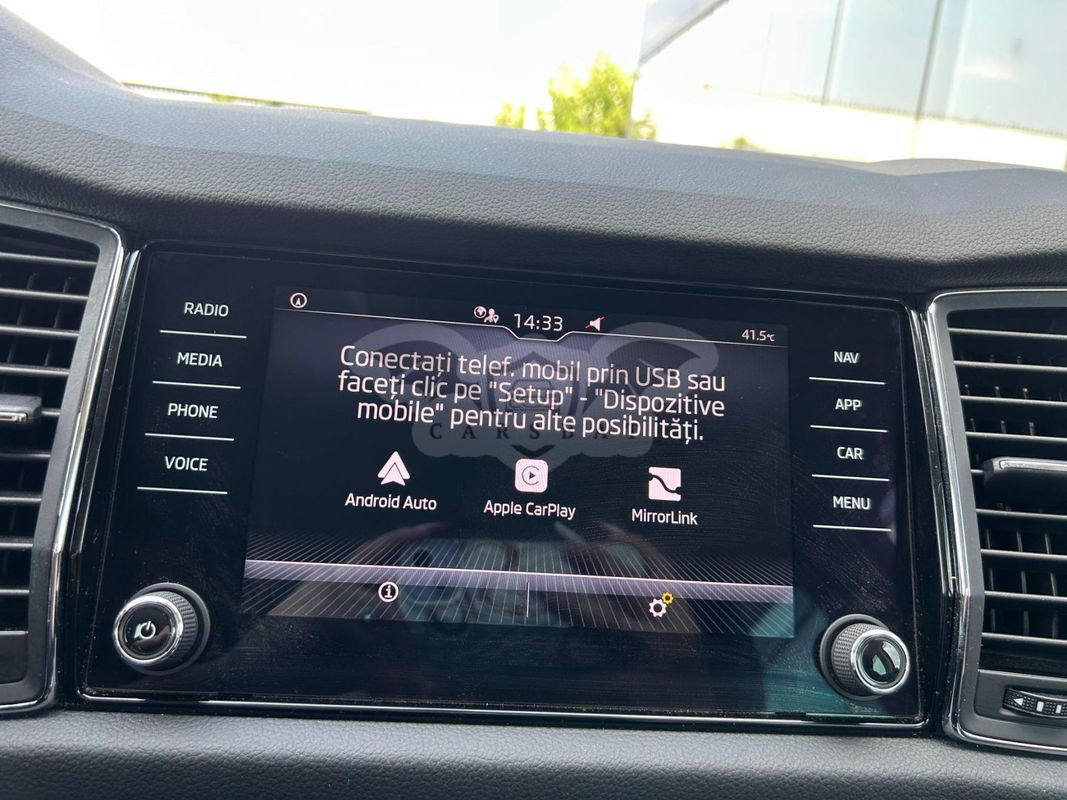 RADIO
MEDIA
PHONE
VOICE
14:33
41.5°C
Conectați telef. mobil prin USB sau
faceți clic pe "Setup" - "Dispozitive
mobile" pentru alte posibilități.
Android Auto
Apple CarPlay
MirrorLink
NAV
APP
CAR
MENU